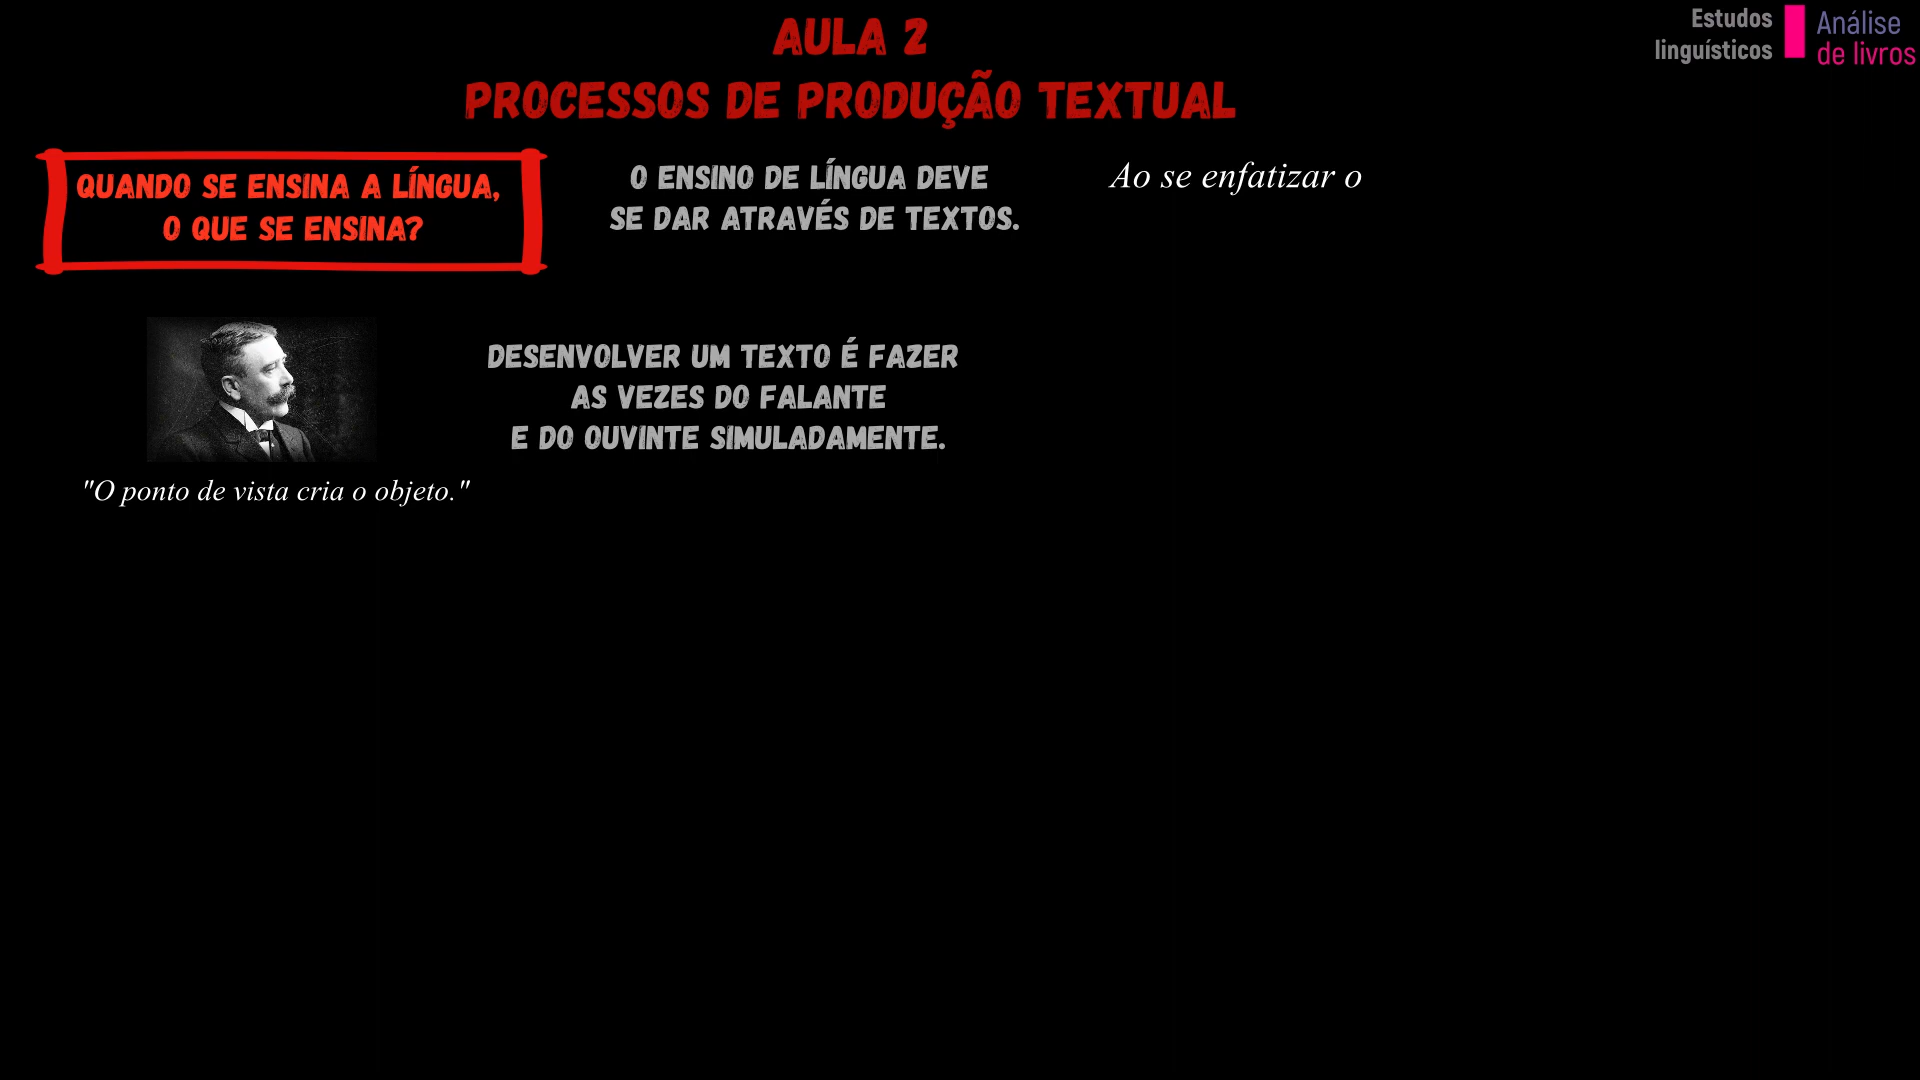 AULA 2
PROCESSOS DE PRODUÇÃO TEXTUAL
Estudos
linguísticos
Análise
de livros
QUANDO SE ENSINA A LÍNGUA,
O QUE SE ENSINA?
O ENSINO DE LÍNGUA DEVE
SE DAR ATRAVÉS DE TEXTOS.
Ao se enfatizar o
DESENVOLVER UM TEXTO É FAZER
AS VEZES DO FALANTE
E DO OUVINTE SIMULADAMENTE.
"O ponto de vista cria o objeto."